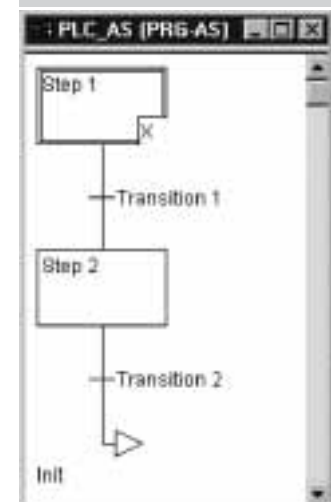 PLC_AS (PRG-AS)
Step 1
X
Transition 1
Step 2
Transition 2
Init